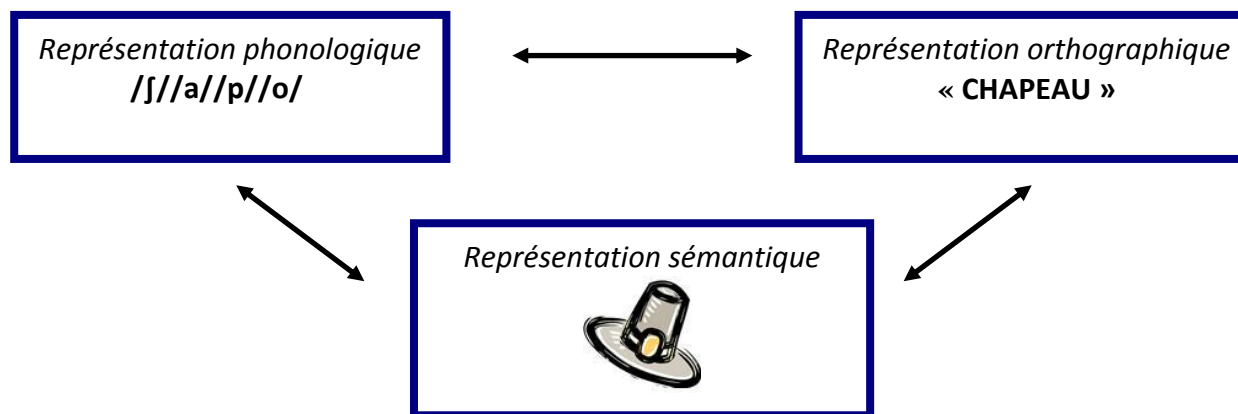 Représentation phonologique
/ʃ//a//p//o/
Représentation orthographique
« CHAPEAU »
Représentation sémantique